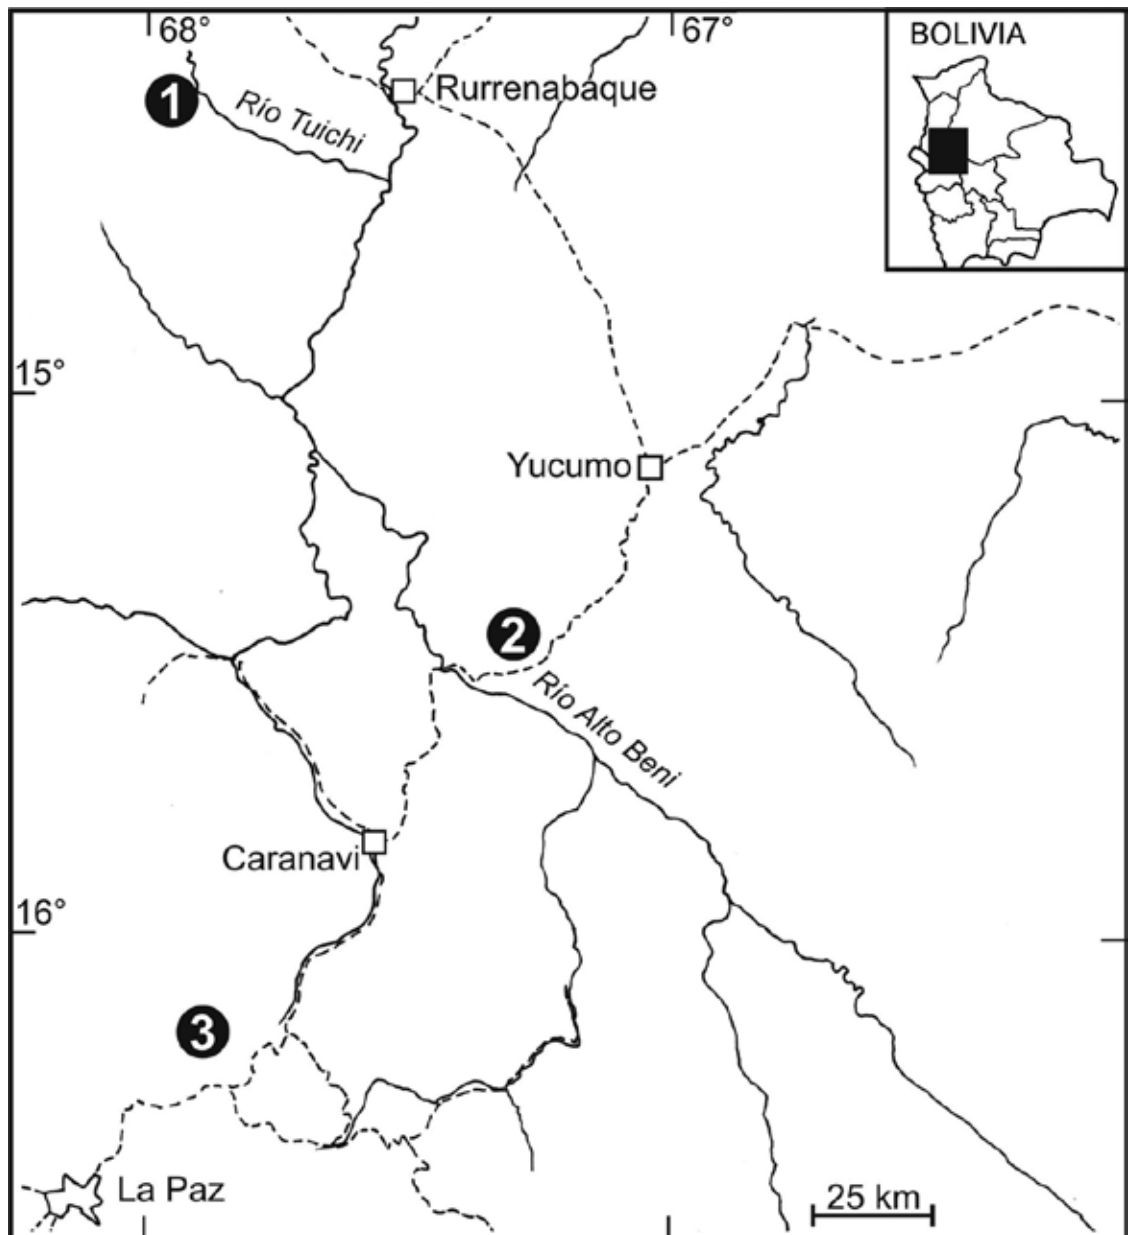 68°
67°
BOLIVIA
1
Río Tuichi
Rurrenabaque
15°
Yucumo
2
Río Alto Beni
Caranavi
16°
3
La Paz
25 km